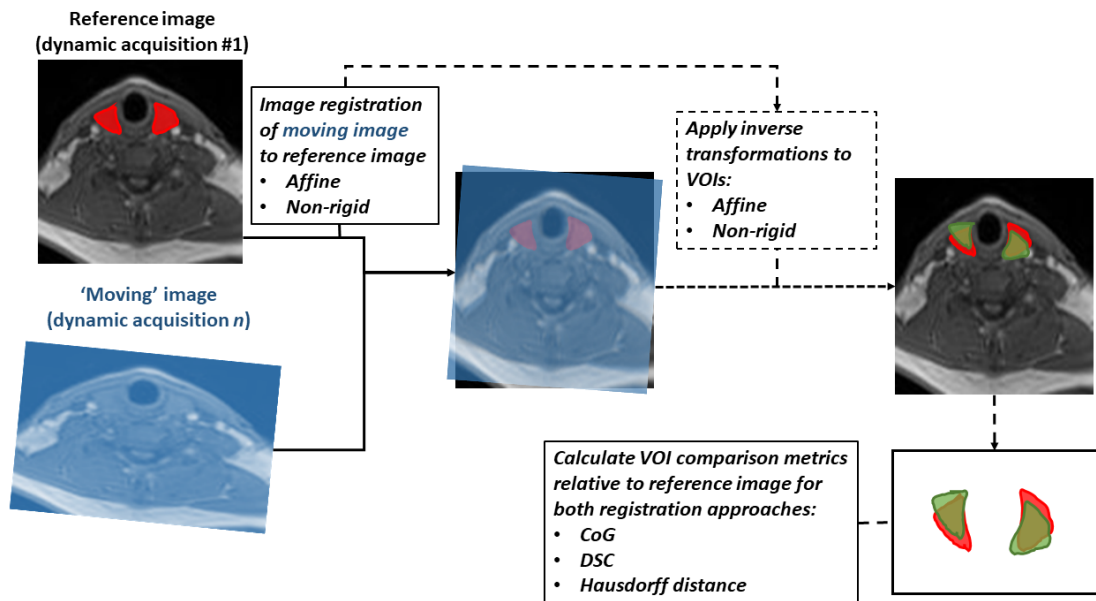 Reference image
(dynamic acquisition #1)
Image registration
of moving image
to reference image
• Affine
• Non-rigid
Apply inverse
transformations to
VOIs:
• Affine
• Non-rigid
‘Moving’ image
(dynamic acquisition n)
Calculate VOI comparison metrics
relative to reference image for
both registration approaches:
• CoG
• DSC
• Hausdorff distance